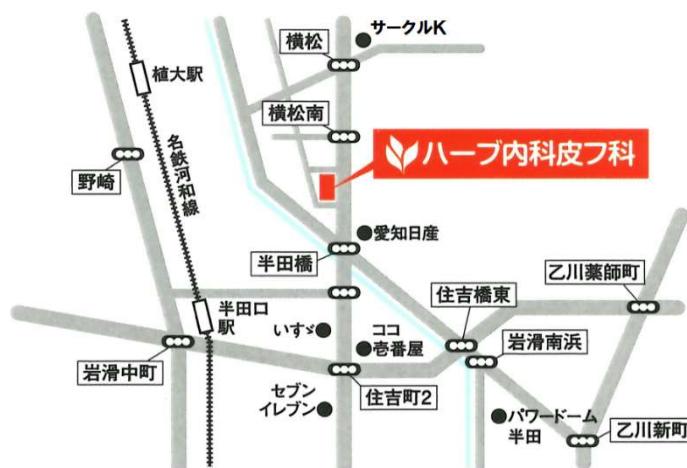 サークルK
横松
植大駅
横松南
ハーブ内科皮フ科
野崎
名鉄河和線
愛知日産
半田橋
乙川薬師町
住吉橋東
半田口
駅
いすゞ
ココ
壱番屋
岩滑南浜
岩滑中町
セブン
イレブン
住吉町2
パワードーム
半田
乙川新町